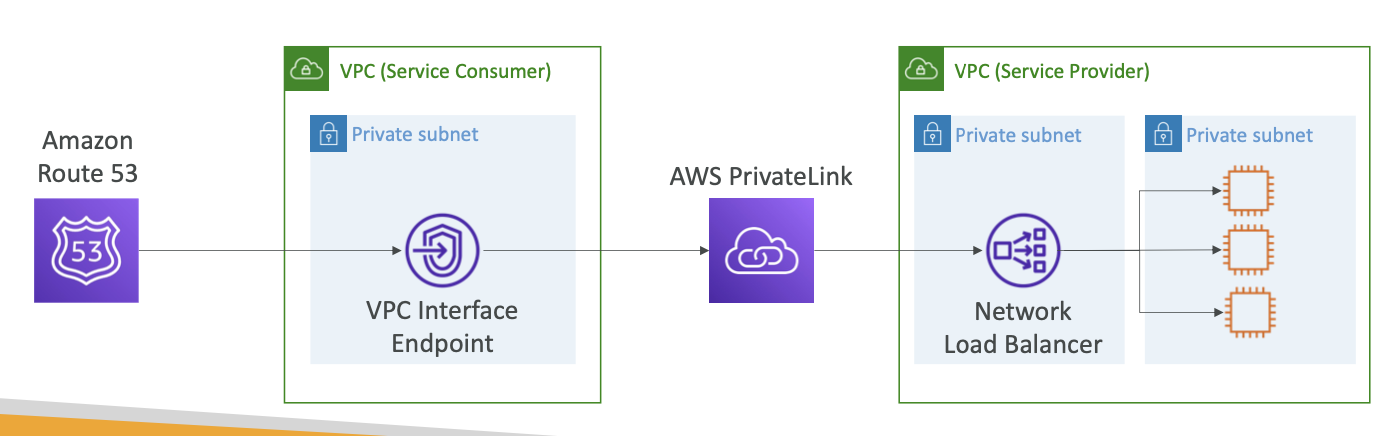 Amazon
Route 53
53
VPC (Service Consumer)
Private subnet
VPC Interface
Endpoint
AWS PrivateLink
VPC (Service Provider)
Private subnet
Network
Load Balancer
Private subnet